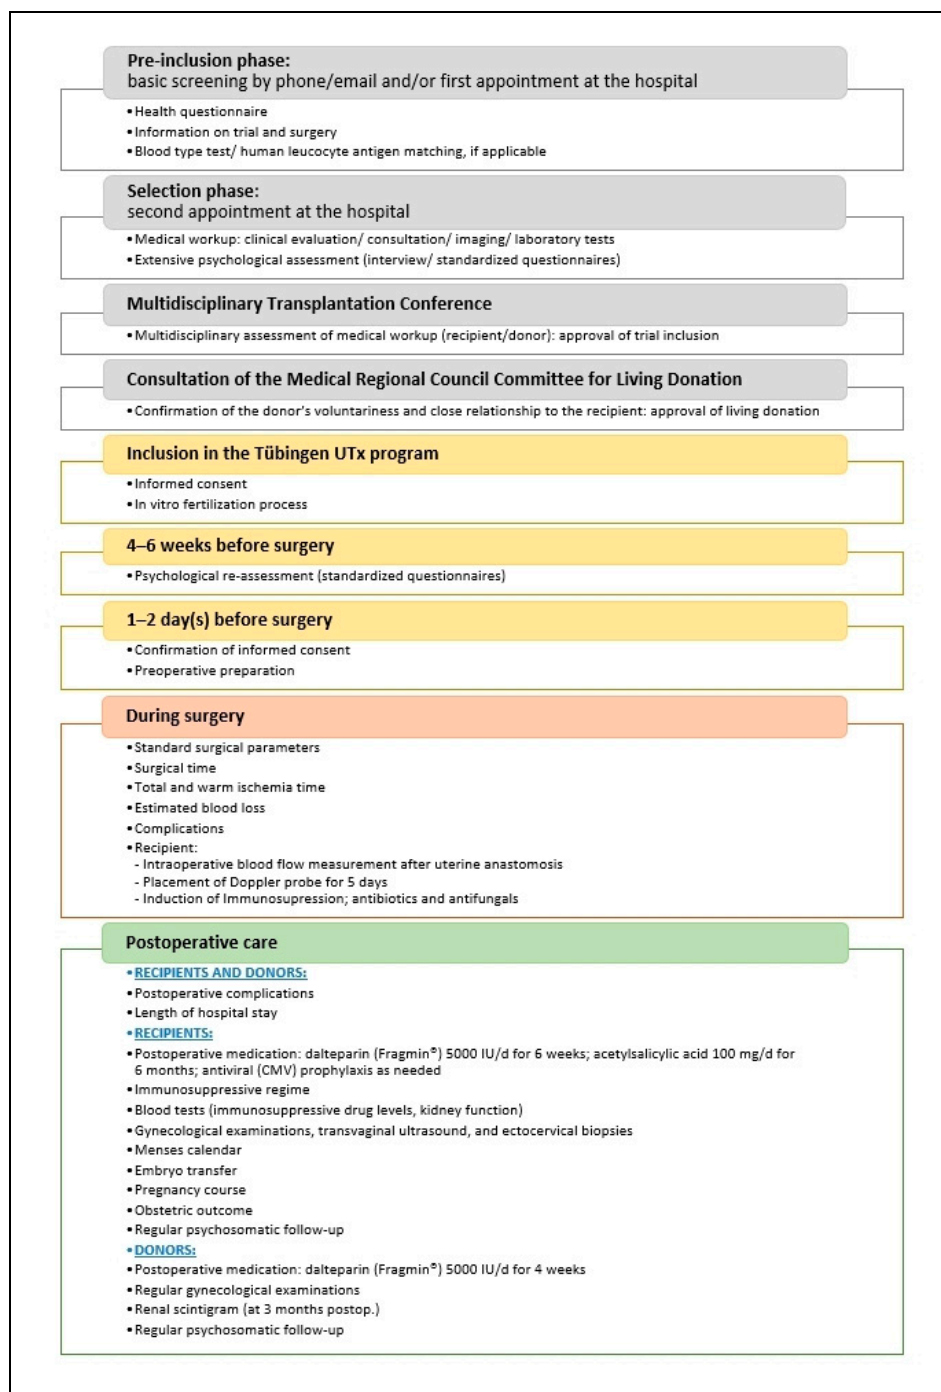 Pre-inclusion phase:
basic screening by phone/email and/or first appointment at the hospital
• Health questionnaire
• Information on trial and surgery
• Blood type test/ human leucocyte antigen matching, if applicable
Selection phase:
second appointment at the hospital
• Medical workup: clinical evaluation/ consultation/ imaging/ laboratory tests
• Extensive psychological assessment (interview/ standardized questionnaires)
Multidisciplinary Transplantation Conference
• Multidisciplinary assessment of medical workup (recipient/donor): approval of trial inclusion
Consultation of the Medical Regional Council Committee for Living Donation
• Confirmation of the donor's voluntariness and close relationship to the recipient: approval of living donation
Inclusion in the Tübingen UTx program
• Informed consent
• In vitro fertilization process
4–6 weeks before surgery
• Psychological re-assessment (standardized questionnaires)
1–2 day(s) before surgery
• Confirmation of informed consent
• Preoperative preparation
During surgery
• Standard surgical parameters
• Surgical time
• Total and warm ischemia time
• Estimated blood loss
• Complications
• Recipient:
- Intraoperative blood flow measurement after uterine anastomosis
- Placement of Doppler probe for 5 days
- Induction of Immunosupression; antibiotics and antifungals
Postoperative care
• RECIPIENTS AND DONORS:
• Postoperative complications
• Length of hospital stay
• RECIPIENTS:
• Postoperative medication: dalteparin (Fragmin®) 5000 IU/d for 6 weeks; acetylsalicylic acid 100 mg/d for
6 months; antiviral (CMV) prophylaxis as needed
• Immunosuppressive regime
• Blood tests (immunosuppressive drug levels, kidney function)
• Gynecological examinations, transvaginal ultrasound, and ectocervical biopsies
• Menses calendar
• Embryo transfer
• Pregnancy course
• Obstetric outcome
• Regular psychosomatic follow-up
• DONORS:
• Postoperative medication: dalteparin (Fragmin®) 5000 IU/d for 4 weeks
• Regular gynecological examinations
• Renal scintigram (at 3 months postop.)
• Regular psychosomatic follow-up